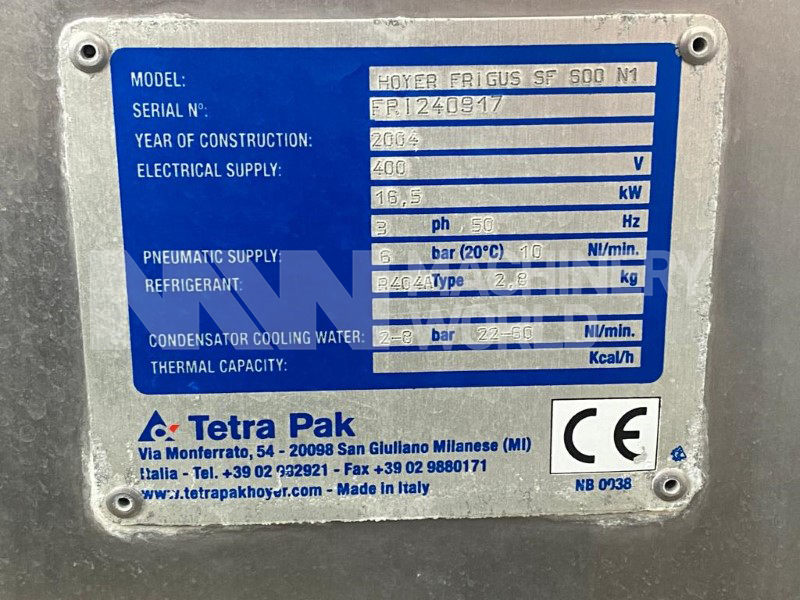 MODEL: HOYER FRIGUS SF 600 N1
SERIAL Nº: FRI240917
YEAR OF CONSTRUCTION: 2004
ELECTRICAL SUPPLY: 400 V
16,5 kW
3 ph 50 Hz
PNEUMATIC SUPPLY: 6 bar (20°C) 10 Nl/min.
REFRIGERANT: R404A Type 2,8 kg
MACHINERY
WORLD
CONDENSATOR COOLING WATER: 2-8 bar 22-60 Nl/min.
THERMAL CAPACITY: Kcal/h
Tetra Pak
Via Monferrato, 54 - 20098 San Giuliano Milanese (MI)
Italia - Tel. +39 02 982921 - Fax +39 02 9880171
www.tetrapakhoyer.com - Made in Italy
CE
NB 0038